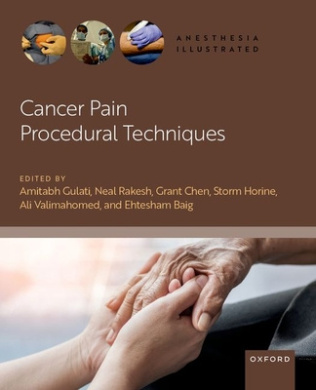 ANESTHESIA
ILLUSTRATED
Cancer Pain
Procedural Techniques
EDITED BY
Amitabh Gulati, Neal Rakesh, Grant Chen, Storm Horine,
Ali Valimahomed, and Ehtesham Baig
OXFORD